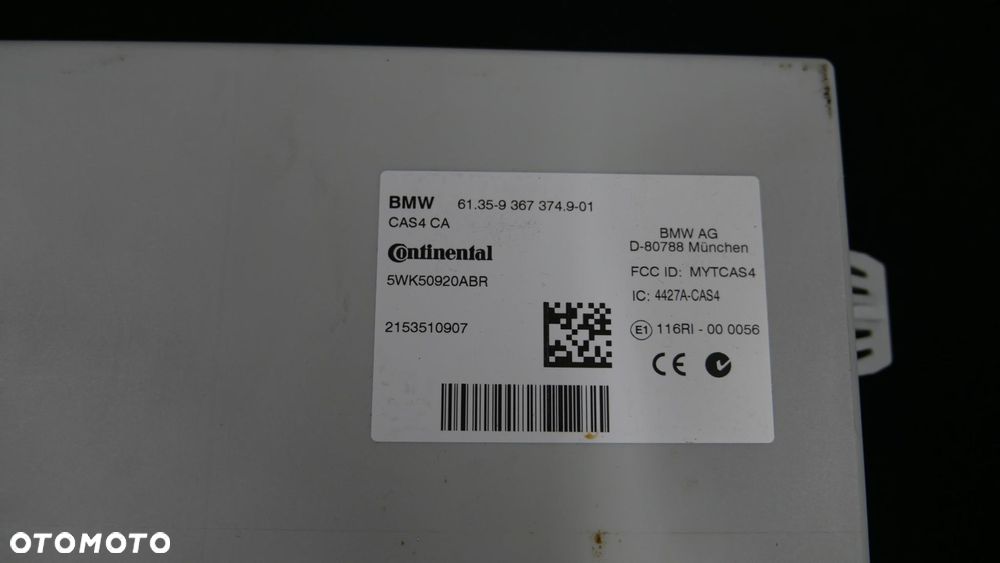 BMW 61.35-9 367 374.9-01
CAS4 CA
Continental
5WK50920ABR
2153510907
BMW AG
D-80788 München
FCC ID: MYTCAS4
IC: 4427A-CAS4
E1 116RI - 00 0056
CE
OTOMOTO